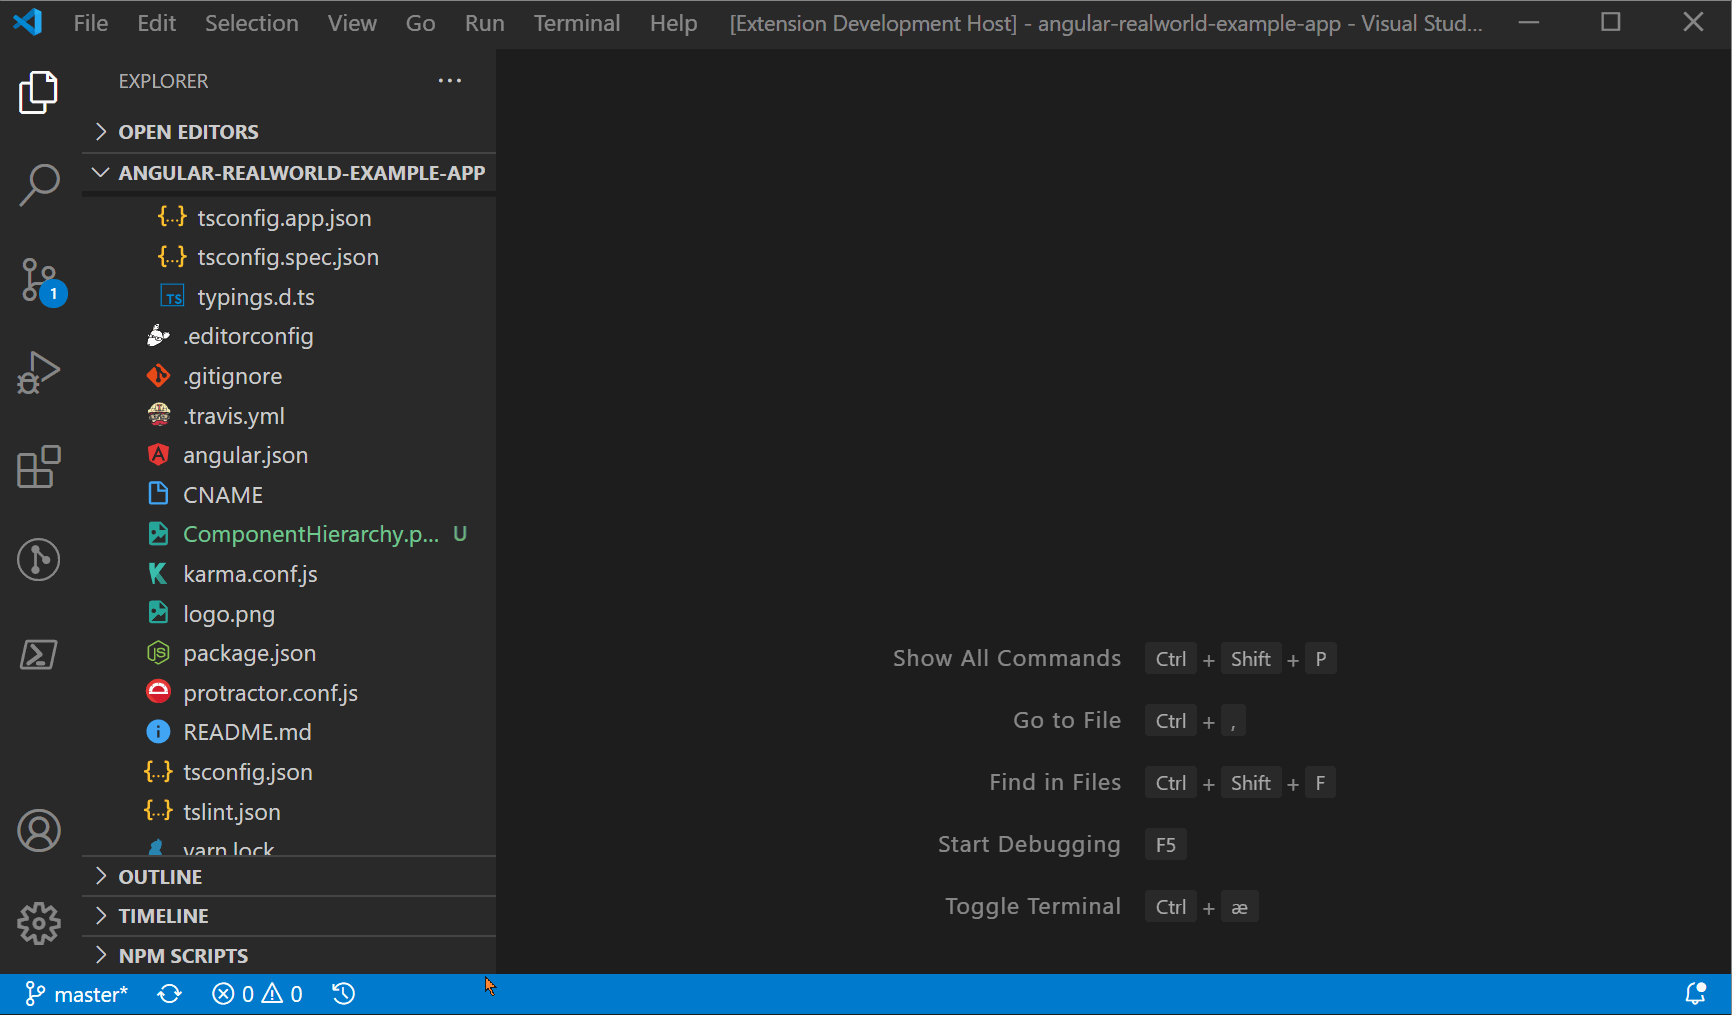 File Edit Selection View Go Run Terminal Help [Extension Development Host] - angular-realworld-example-app - Visual Stud...
EXPLORER
OPEN EDITORS
ANGULAR-REALWORLD-EXAMPLE-APP
{..} tsconfig.app.json
{..} tsconfig.spec.json
TS typings.d.ts
.editorconfig
.gitignore
.travis.yml
angular.json
CNAME
ComponentHierarchy.p... U
karma.conf.js
logo.png
package.json
protractor.conf.js
README.md
{..} tsconfig.json
{..} tslint.json
yarn.lock
OUTLINE
TIMELINE
NPM SCRIPTS
1
Show All Commands Ctrl + Shift + P
Go to File Ctrl + ,
Find in Files Ctrl + Shift + F
Start Debugging F5
Toggle Terminal Ctrl + æ
master* 0 0